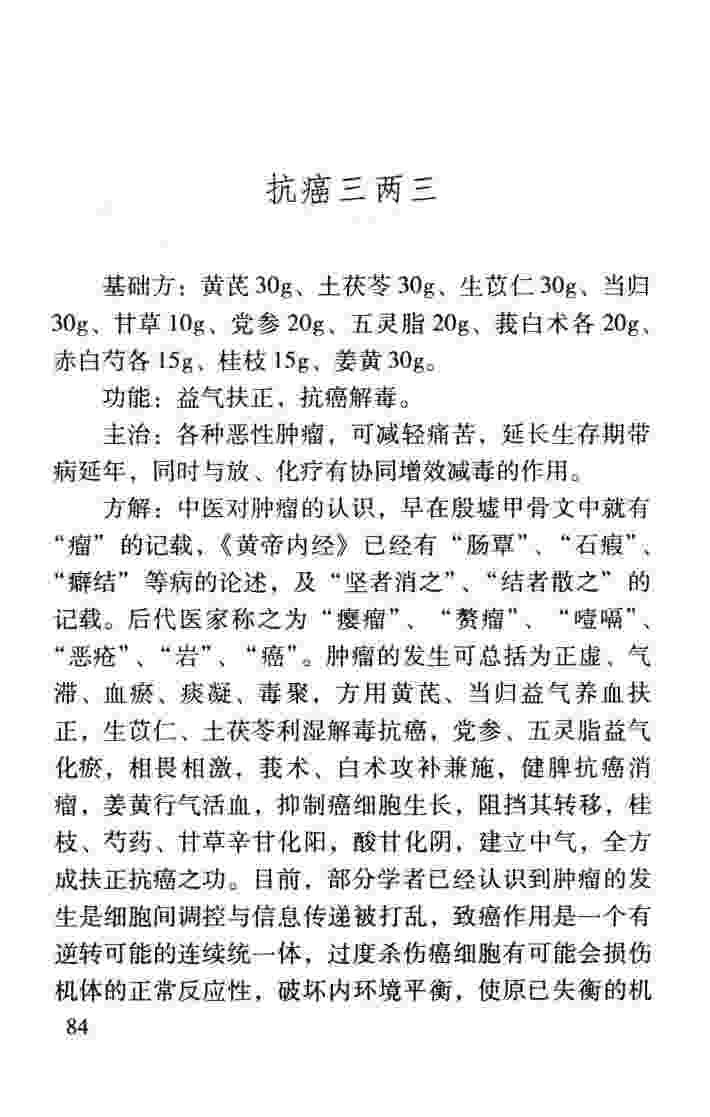 抗癌三两三
基础方：黄芪 30g、土茯苓 30g、生苡仁 30g、当归
30g、甘草 10g、党参 20g、五灵脂 20g、莪白术各 20g、
赤白芍各 15g、桂枝 15g、姜黄 30g。
功能：益气扶正，抗癌解毒。
主治：各种恶性肿瘤，可减轻痛苦，延长生存期带
病延年，同时与放、化疗有协同增效减毒的作用。
方解：中医对肿瘤的认识，早在殷墟甲骨文中就有
“瘤” 的记载，《黄帝内经》已经有 “肠覃”、“石瘕”、
“癖结” 等病的论述，及 “坚者消之”、“结者散之” 的
记载。后代医家称之为 “瘿瘤”、 “赘瘤”、 “噎嗝”、
“恶疮”、“岩”、“癌”。肿瘤的发生可总括为正虚、气
滞、血瘀、痰凝、毒聚，方用黄芪、当归益气养血扶
正，生苡仁、土茯苓利湿解毒抗癌，党参、五灵脂益气
化瘀，相畏相激，莪术、白术攻补兼施，健脾抗癌消
瘤，姜黄行气活血，抑制癌细胞生长，阻挡其转移，桂
枝、芍药、甘草辛甘化阳，酸甘化阴，建立中气，全方
成扶正抗癌之功。目前，部分学者已经认识到肿瘤的发
生是细胞间调控与信息传递被打乱，致癌作用是一个有
逆转可能的连续统一体，过度杀伤癌细胞有可能会损伤
机体的正常反应性，破坏内环境平衡，使原已失衡的机
84